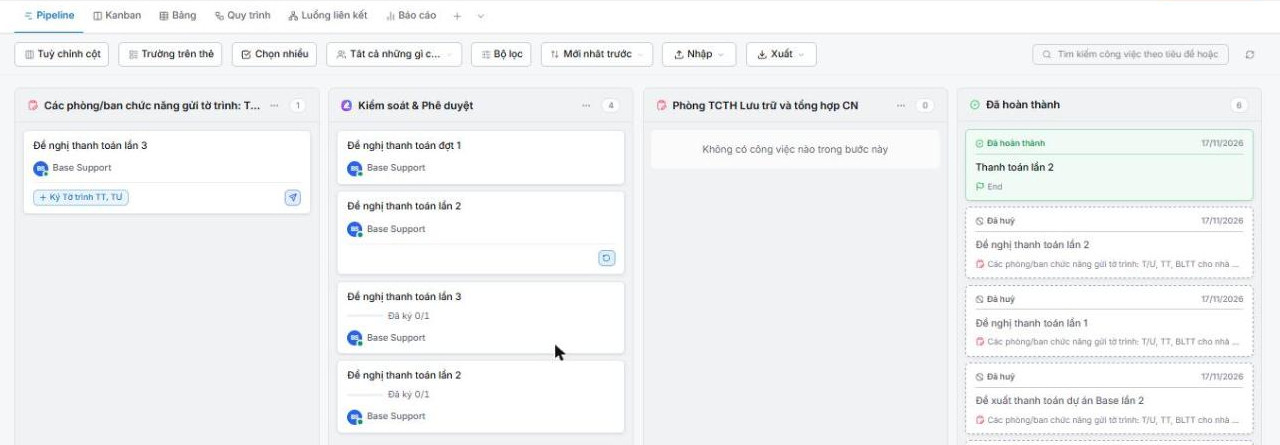 Pipeline Kanban Bảng Quy trình Luồng liên kết Báo cáo
Tuỳ chỉnh cột Trường trên thẻ Chọn nhiều Tất cả những gì c... Bộ lọc Mới nhất trước Nhập Xuất Tìm kiếm công việc theo tiêu đề hoặc
Các phòng/ban chức năng gửi tờ trình: T... 1
Đề nghị thanh toán lần 3
Base Support
+ Ký Tờ trình TT, TU
Kiểm soát & Phê duyệt 4
Đề nghị thanh toán đợt 1
Base Support
Đề nghị thanh toán lần 2
Base Support
Đề nghị thanh toán lần 3
Đã ký 0/1
Base Support
Đề nghị thanh toán lần 2
Đã ký 0/1
Base Support
Phòng TCTH Lưu trữ và tổng hợp CN 0
Không có công việc nào trong bước này
Đã hoàn thành 6
Đã hoàn thành 17/11/2026
Thanh toán lần 2
End
Đã huỷ 17/11/2026
Đề nghị thanh toán lần 2
Các phòng/ban chức năng gửi tờ trình: T/U, TT, BLTT cho nhà ...
Đã huỷ 17/11/2026
Đề nghị thanh toán lần 1
Các phòng/ban chức năng gửi tờ trình: T/U, TT, BLTT cho nhà ...
Đã huỷ 17/11/2026
Đề xuất thanh toán dự án Base lần 2
Các phòng/ban chức năng gửi tờ trình: T/U, TT, BLTT cho nhà ...